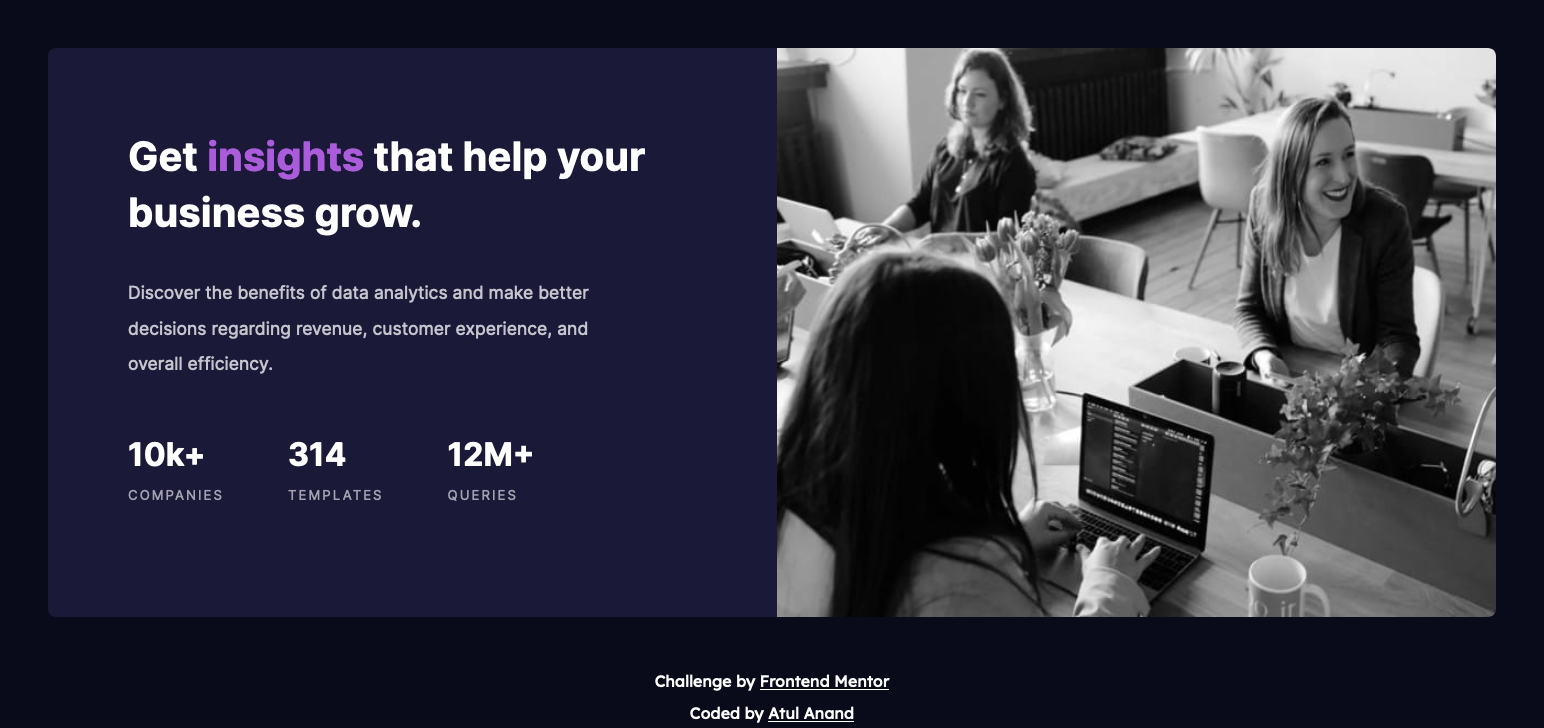 Get insights that help your
business grow.
Discover the benefits of data analytics and make better
decisions regarding revenue, customer experience, and
overall efficiency.
10k+ 314 12M+
COMPANIES TEMPLATES QUERIES
Challenge by Frontend Mentor
Coded by Atul Anand